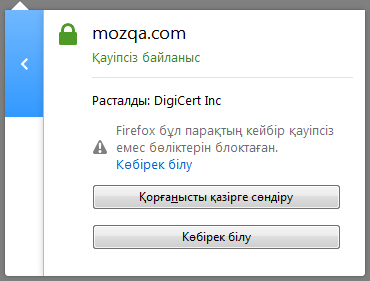 mozqa.com
Қауіпсіз байланыс
Расталды: DigiCert Inc
Firefox бұл парақтың кейбір қауіпсіз
емес бөліктерін блоктаған.
Көбірек білу
Қорғанысты қазірге сөндіру
Көбірек білу